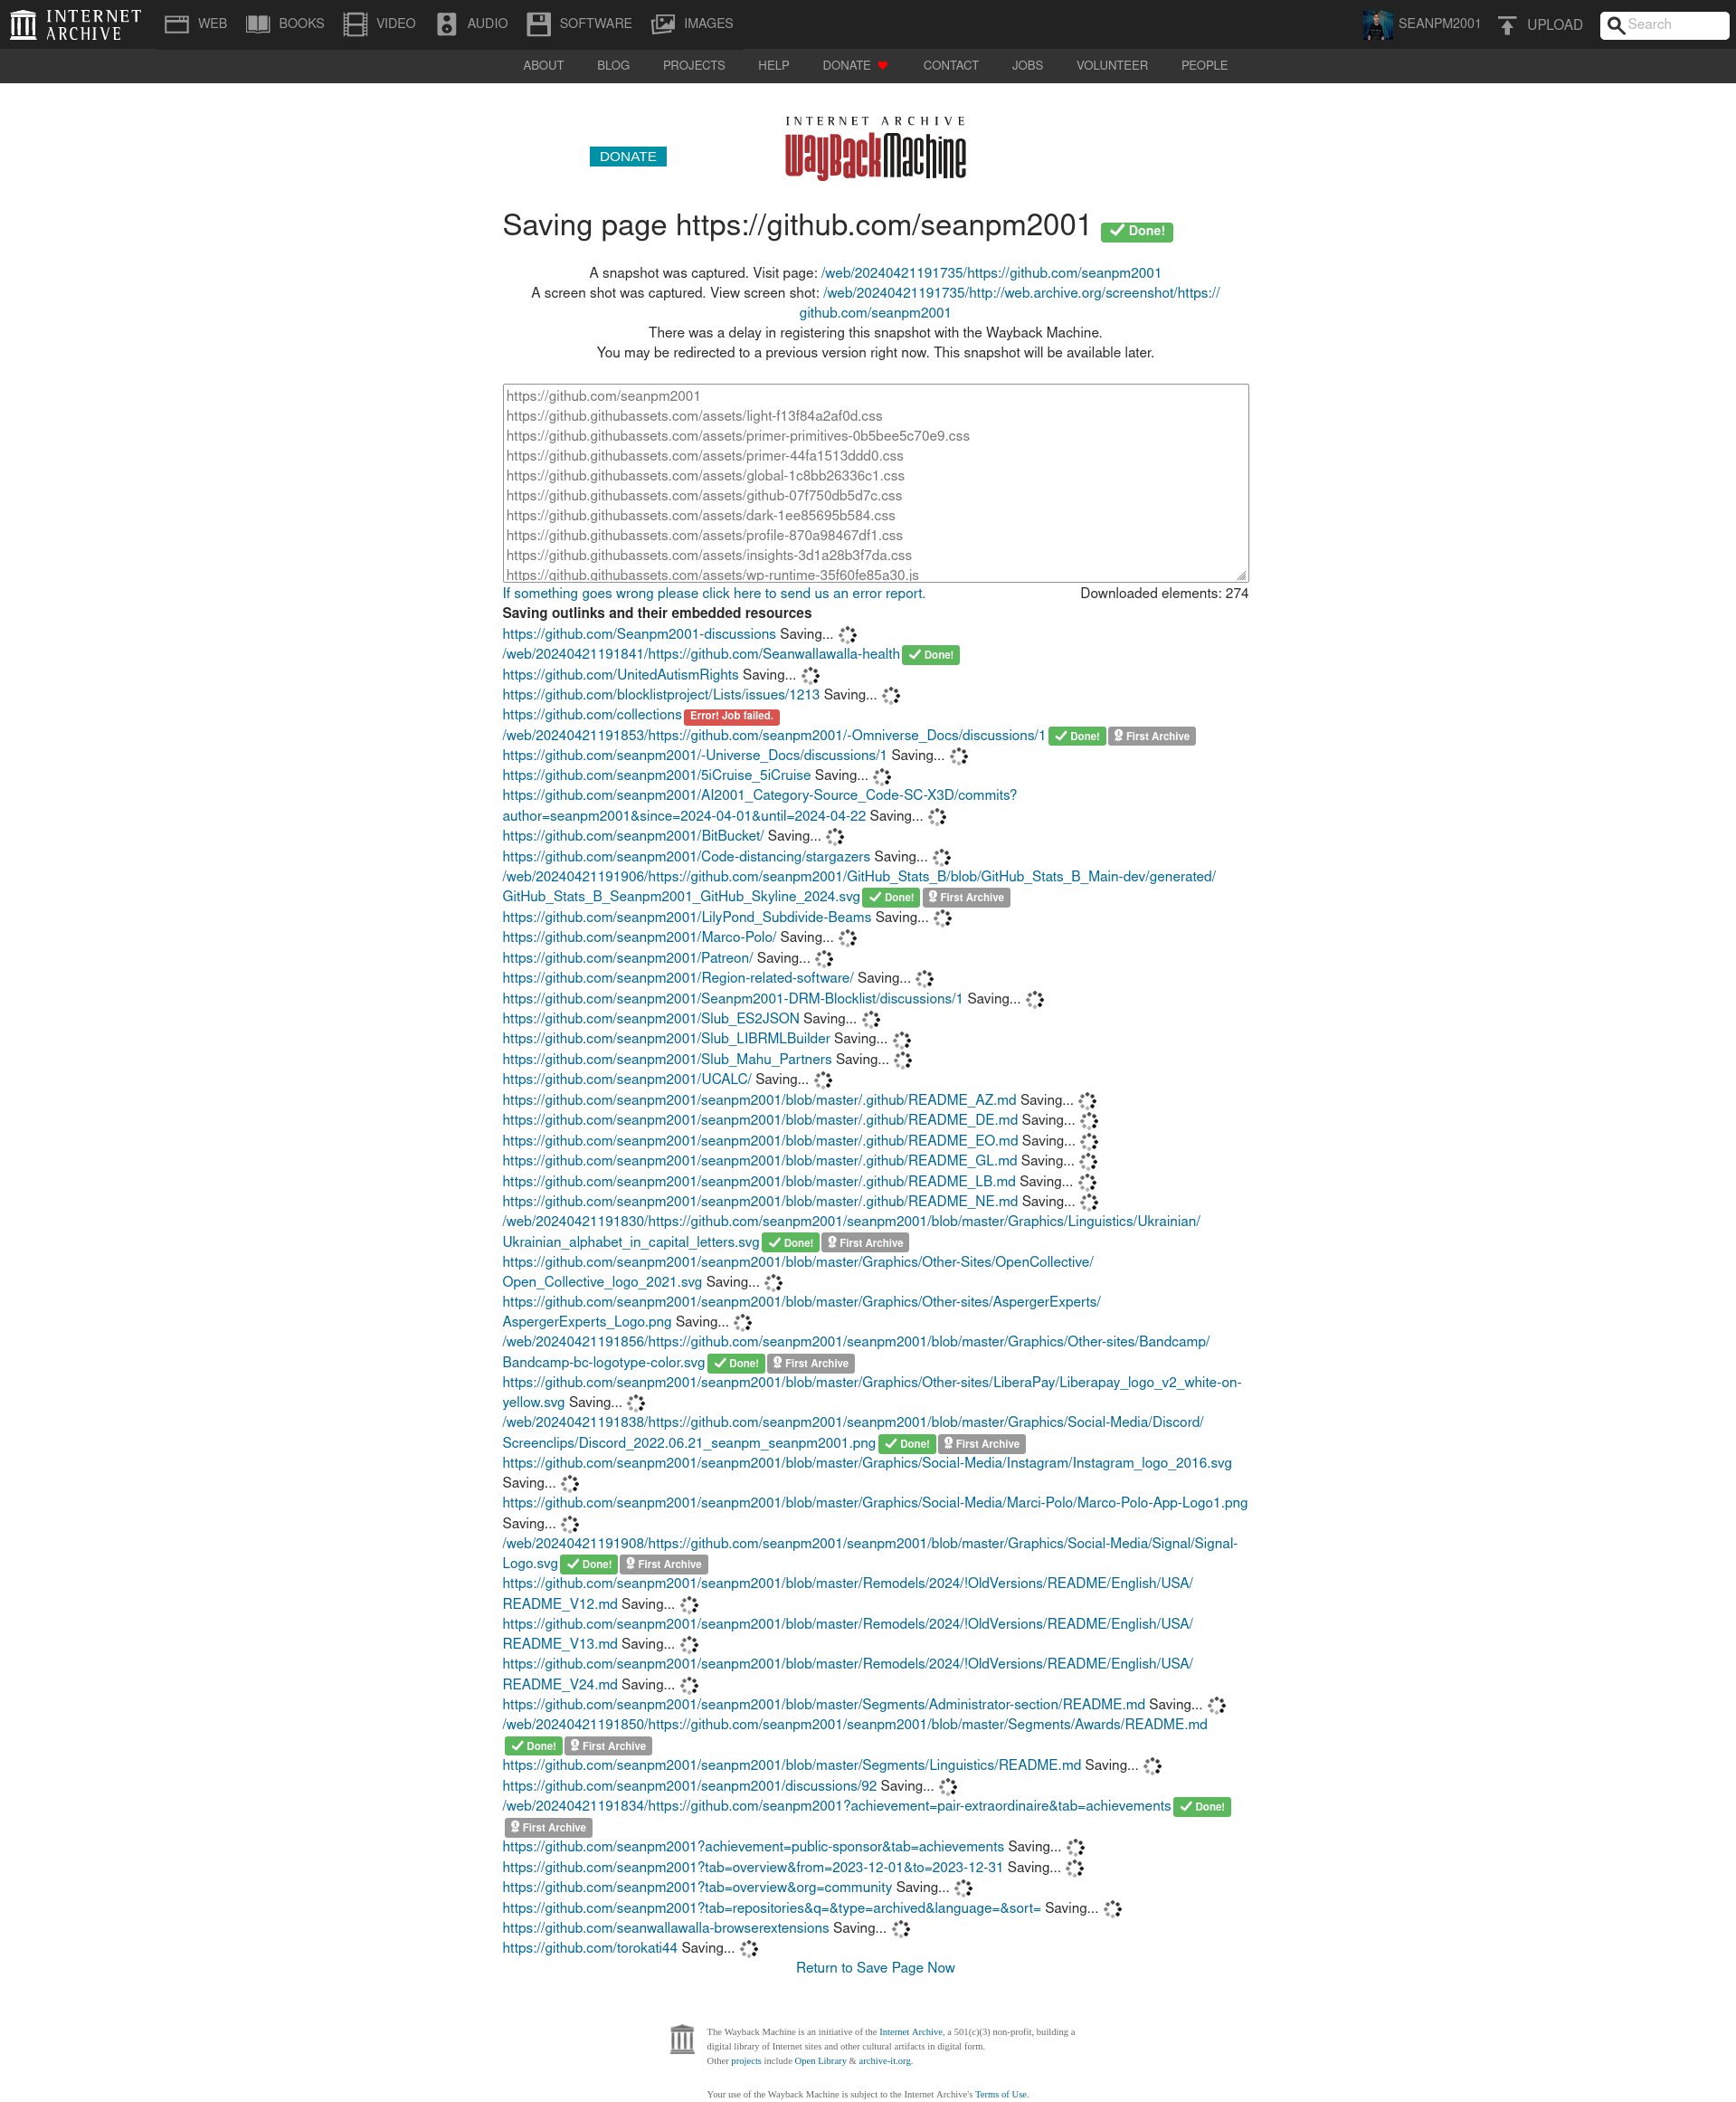 INTERNET
ARCHIVE
WEB BOOKS VIDEO AUDIO SOFTWARE IMAGES SEANPM2001 UPLOAD Search
ABOUT BLOG PROJECTS HELP DONATE CONTACT JOBS VOLUNTEER PEOPLE
INTERNET ARCHIVE
WayBackMachine
DONATE
Saving page https://github.com/seanpm2001 Done!
A snapshot was captured. Visit page: /web/20240421191735/https://github.com/seanpm2001
A screen shot was captured. View screen shot: /web/20240421191735/http://web.archive.org/screenshot/https://
github.com/seanpm2001
There was a delay in registering this snapshot with the Wayback Machine.
You may be redirected to a previous version right now. This snapshot will be available later.
https://github.com/seanpm2001
https://github.githubassets.com/assets/light-f13f84a2af0d.css
https://github.githubassets.com/assets/primer-primitives-0b5bee5c70e9.css
https://github.githubassets.com/assets/primer-44fa1513ddd0.css
https://github.githubassets.com/assets/global-1c8bb26336c1.css
https://github.githubassets.com/assets/github-07f750db5d7c.css
https://github.githubassets.com/assets/dark-1ee85695b584.css
https://github.githubassets.com/assets/profile-870a98467df1.css
https://github.githubassets.com/assets/insights-3d1a28b3f7da.css
https://github.githubassets.com/assets/wp-runtime-35f60fe85a30.js
If something goes wrong please click here to send us an error report. Downloaded elements: 274
Saving outlinks and their embedded resources
https://github.com/Seanpm2001-discussions Saving...
/web/20240421191841/https://github.com/Seanwallawalla-health Done!
https://github.com/UnitedAutismRights Saving...
https://github.com/blocklistproject/Lists/issues/1213 Saving...
https://github.com/collections Error! Job failed.
/web/20240421191853/https://github.com/seanpm2001/-Omniverse_Docs/discussions/1 Done! First Archive
https://github.com/seanpm2001/-Universe_Docs/discussions/1 Saving...
https://github.com/seanpm2001/5iCruise_5iCruise Saving...
https://github.com/seanpm2001/AI2001_Category-Source_Code-SC-X3D/commits?
author=seanpm2001&since=2024-04-01&until=2024-04-22 Saving...
https://github.com/seanpm2001/BitBucket/ Saving...
https://github.com/seanpm2001/Code-distancing/stargazers Saving...
/web/20240421191906/https://github.com/seanpm2001/GitHub_Stats_B/blob/GitHub_Stats_B_Main-dev/generated/
GitHub_Stats_B_Seanpm2001_GitHub_Skyline_2024.svg Done! First Archive
https://github.com/seanpm2001/LilyPond_Subdivide-Beams Saving...
https://github.com/seanpm2001/Marco-Polo/ Saving...
https://github.com/seanpm2001/Patreon/ Saving...
https://github.com/seanpm2001/Region-related-software/ Saving...
https://github.com/seanpm2001/Seanpm2001-DRM-Blocklist/discussions/1 Saving...
https://github.com/seanpm2001/Slub_ES2JSON Saving...
https://github.com/seanpm2001/Slub_LIBRMLBuilder Saving...
https://github.com/seanpm2001/Slub_Mahu_Partners Saving...
https://github.com/seanpm2001/UCALC/ Saving...
https://github.com/seanpm2001/seanpm2001/blob/master/.github/README_AZ.md Saving...
https://github.com/seanpm2001/seanpm2001/blob/master/.github/README_DE.md Saving...
https://github.com/seanpm2001/seanpm2001/blob/master/.github/README_EO.md Saving...
https://github.com/seanpm2001/seanpm2001/blob/master/.github/README_GL.md Saving...
https://github.com/seanpm2001/seanpm2001/blob/master/.github/README_LB.md Saving...
https://github.com/seanpm2001/seanpm2001/blob/master/.github/README_NE.md Saving...
/web/20240421191830/https://github.com/seanpm2001/seanpm2001/blob/master/Graphics/Linguistics/Ukrainian/
Ukrainian_alphabet_in_capital_letters.svg Done! First Archive
https://github.com/seanpm2001/seanpm2001/blob/master/Graphics/Other-Sites/OpenCollective/
Open_Collective_logo_2021.svg Saving...
https://github.com/seanpm2001/seanpm2001/blob/master/Graphics/Other-sites/AspergerExperts/
AspergerExperts_Logo.png Saving...
/web/20240421191856/https://github.com/seanpm2001/seanpm2001/blob/master/Graphics/Other-sites/Bandcamp/
Bandcamp-bc-logotype-color.svg Done! First Archive
https://github.com/seanpm2001/seanpm2001/blob/master/Graphics/Other-sites/LiberaPay/Liberapay_logo_v2_white-on-
yellow.svg Saving...
/web/20240421191838/https://github.com/seanpm2001/seanpm2001/blob/master/Graphics/Social-Media/Discord/
Screenclips/Discord_2022.06.21_seanpm_seanpm2001.png Done! First Archive
https://github.com/seanpm2001/seanpm2001/blob/master/Graphics/Social-Media/Instagram/Instagram_logo_2016.svg
Saving...
https://github.com/seanpm2001/seanpm2001/blob/master/Graphics/Social-Media/Marci-Polo/Marco-Polo-App-Logo1.png
Saving...
/web/20240421191908/https://github.com/seanpm2001/seanpm2001/blob/master/Graphics/Social-Media/Signal/Signal-
Logo.svg Done! First Archive
https://github.com/seanpm2001/seanpm2001/blob/master/Remodels/2024/!OldVersions/README/English/USA/
README_V12.md Saving...
https://github.com/seanpm2001/seanpm2001/blob/master/Remodels/2024/!OldVersions/README/English/USA/
README_V13.md Saving...
https://github.com/seanpm2001/seanpm2001/blob/master/Remodels/2024/!OldVersions/README/English/USA/
README_V24.md Saving...
https://github.com/seanpm2001/seanpm2001/blob/master/Segments/Administrator-section/README.md Saving...
/web/20240421191850/https://github.com/seanpm2001/seanpm2001/blob/master/Segments/Awards/README.md
Done! First Archive
https://github.com/seanpm2001/seanpm2001/blob/master/Segments/Linguistics/README.md Saving...
https://github.com/seanpm2001/seanpm2001/discussions/92 Saving...
/web/20240421191834/https://github.com/seanpm2001?achievement=pair-extraordinaire&tab=achievements Done!
First Archive
https://github.com/seanpm2001?achievement=public-sponsor&tab=achievements Saving...
https://github.com/seanpm2001?tab=overview&from=2023-12-01&to=2023-12-31 Saving...
https://github.com/seanpm2001?tab=overview&org=community Saving...
https://github.com/seanpm2001?tab=repositories&q=&type=archived&language=&sort= Saving...
https://github.com/seanwallawalla-browserextensions Saving...
https://github.com/torokati44 Saving...
Return to Save Page Now
The Wayback Machine is an initiative of the Internet Archive, a 501(c)(3) non-profit, building a
digital library of Internet sites and other cultural artifacts in digital form.
Other projects include Open Library & archive-it.org.
Your use of the Wayback Machine is subject to the Internet Archive's Terms of Use.